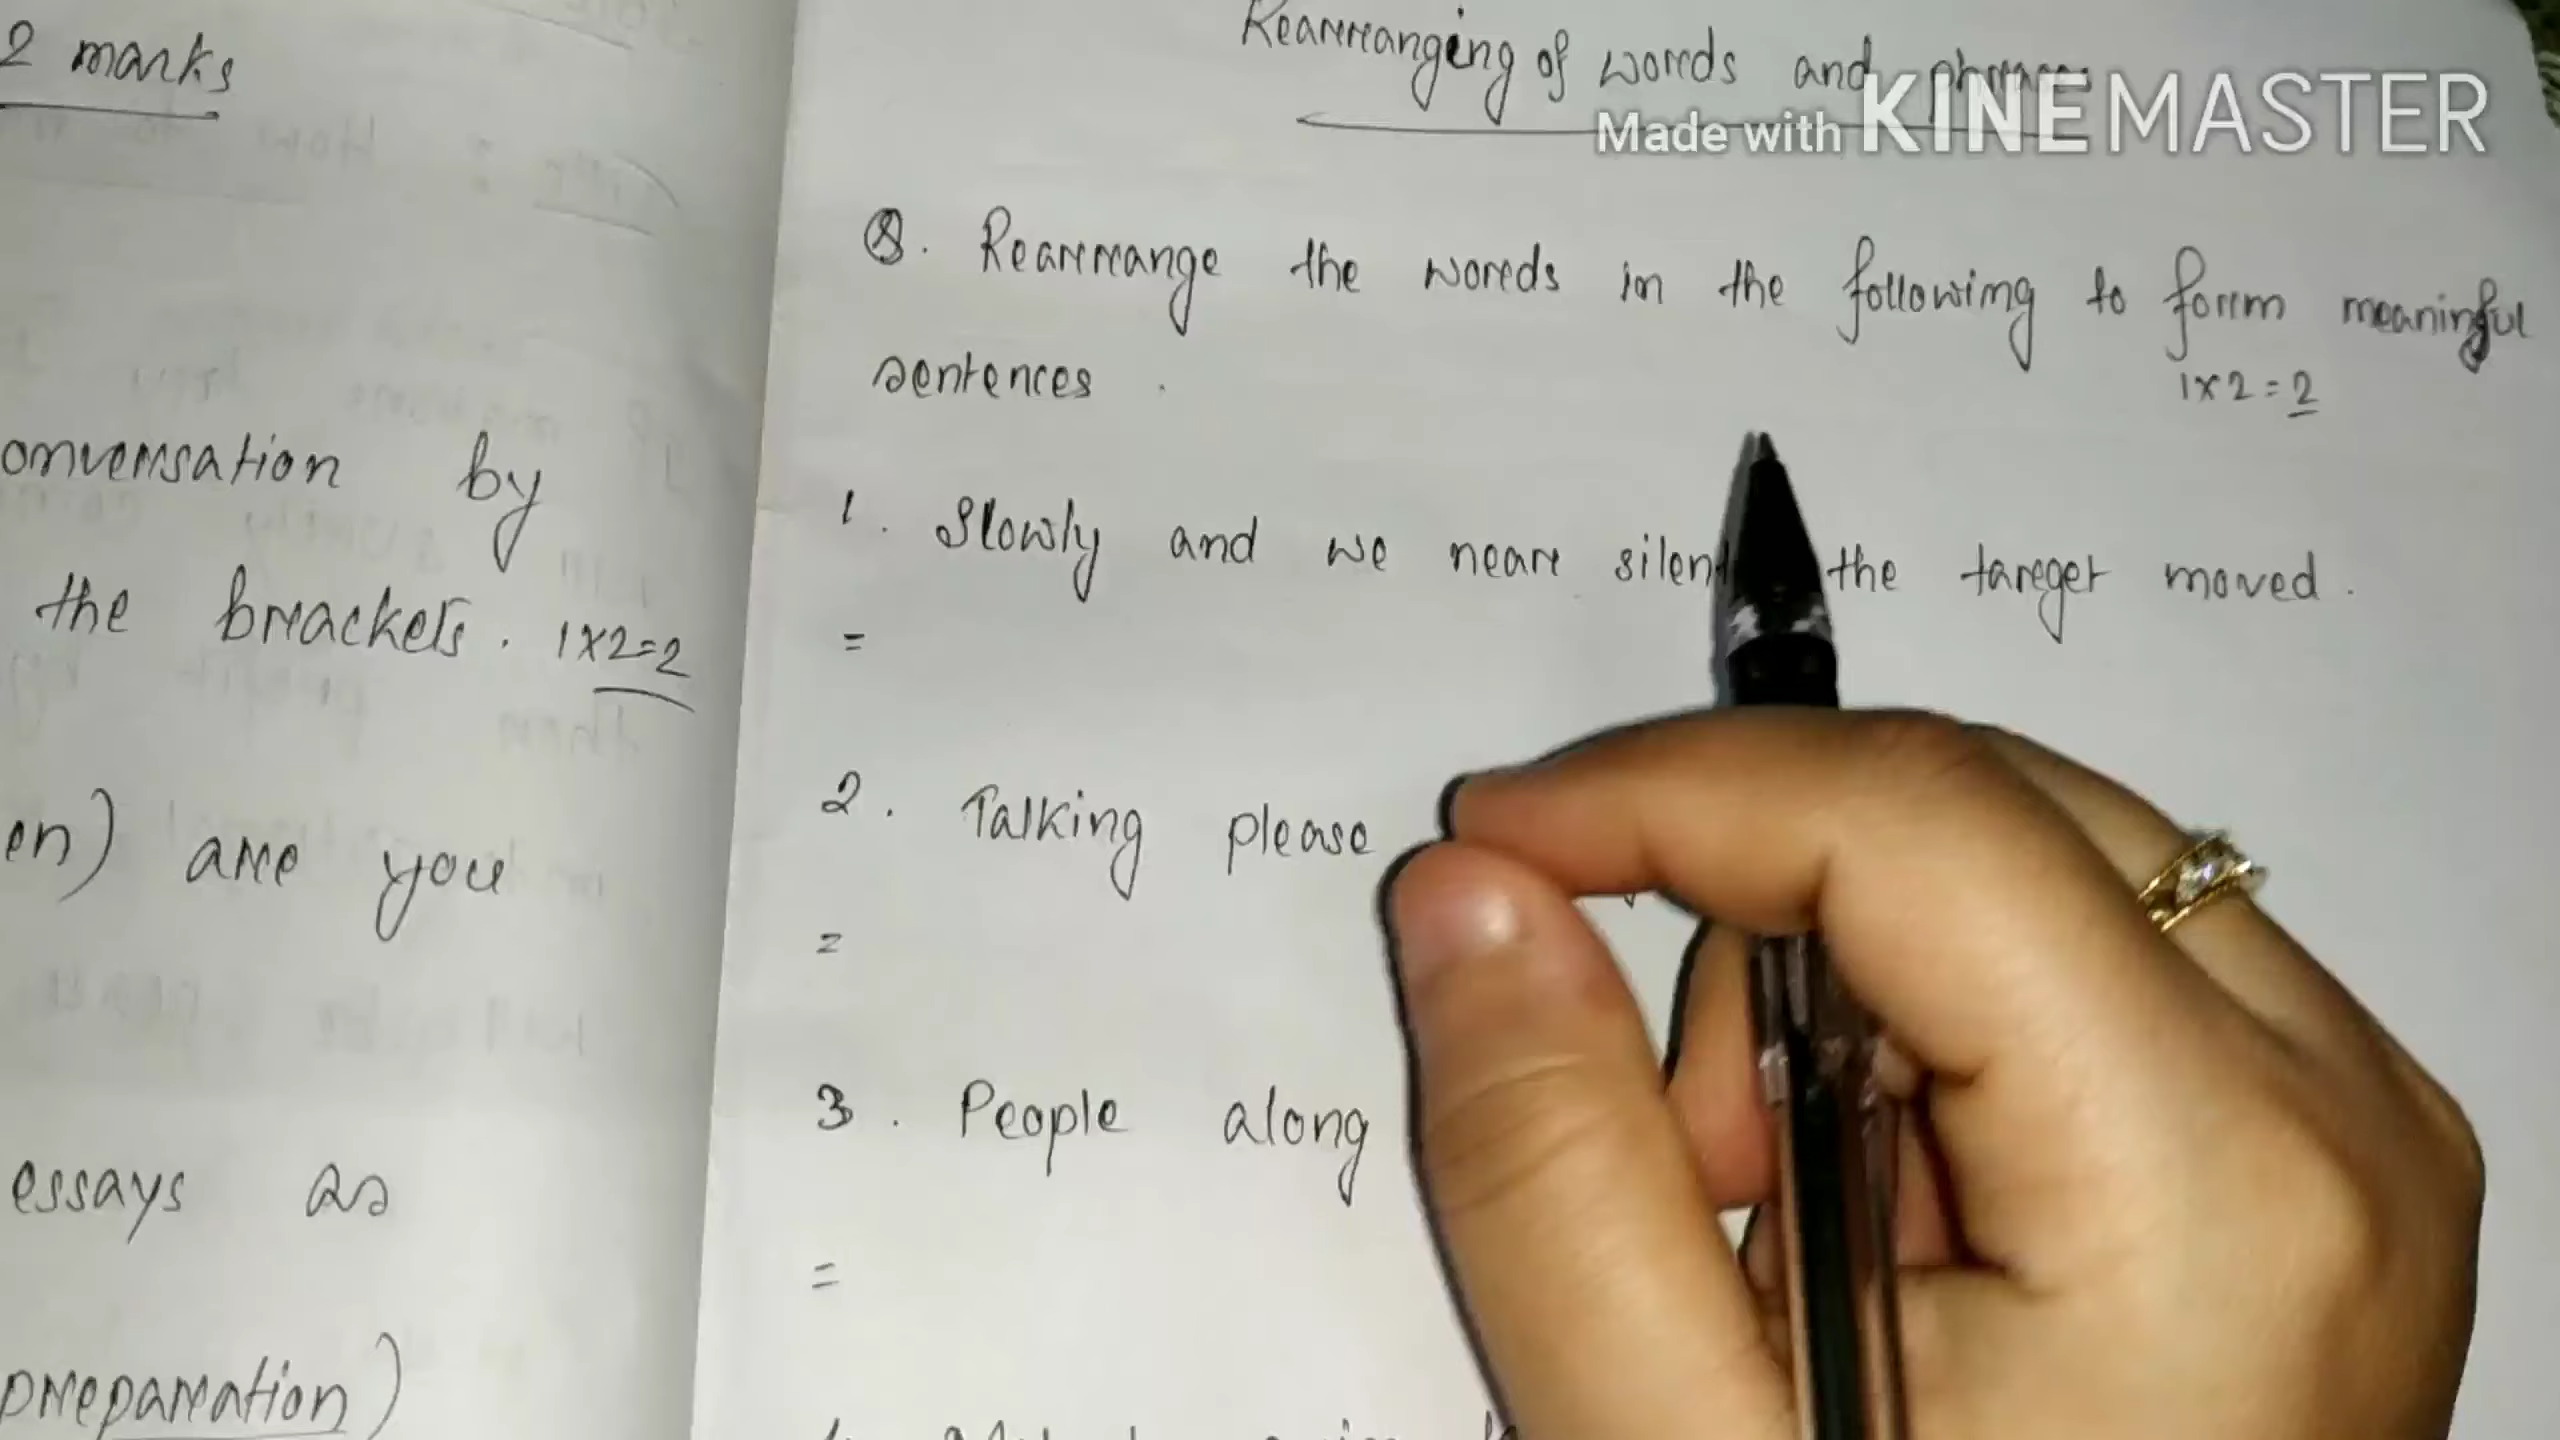 2 marks
onversation by
the brackets. 1x2=2
en) are you
essays as
preparation)
Rearranging of words and phrases
Made with KINEMASTER
Q. Rearrange the words in the following to form meaningful
sentences.
1x2=2
1. Slowly and we near the target moved.
=
2. Talking please
=
3. People along
=